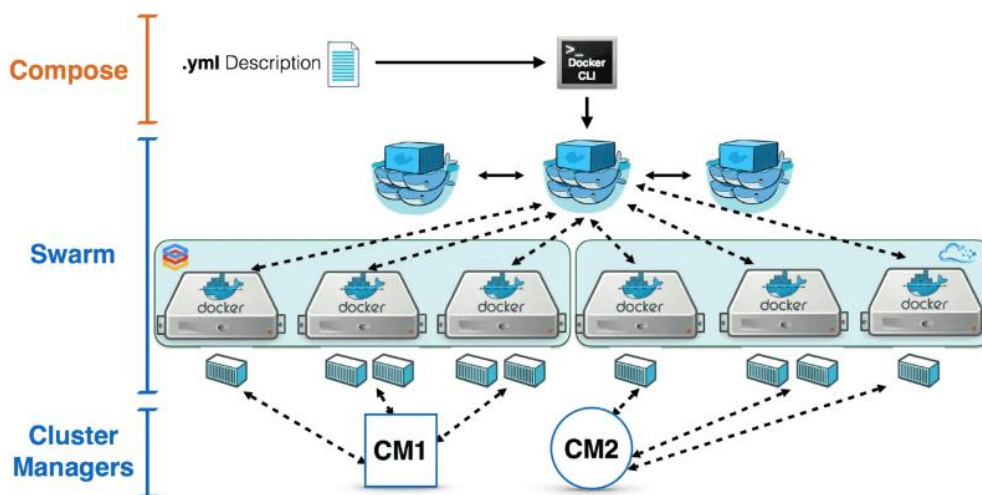 Compose
.yml Description
>_
Docker
CLI
Swarm
docker
docker
docker
docker
docker
docker
Cluster
Managers
CM1
CM2